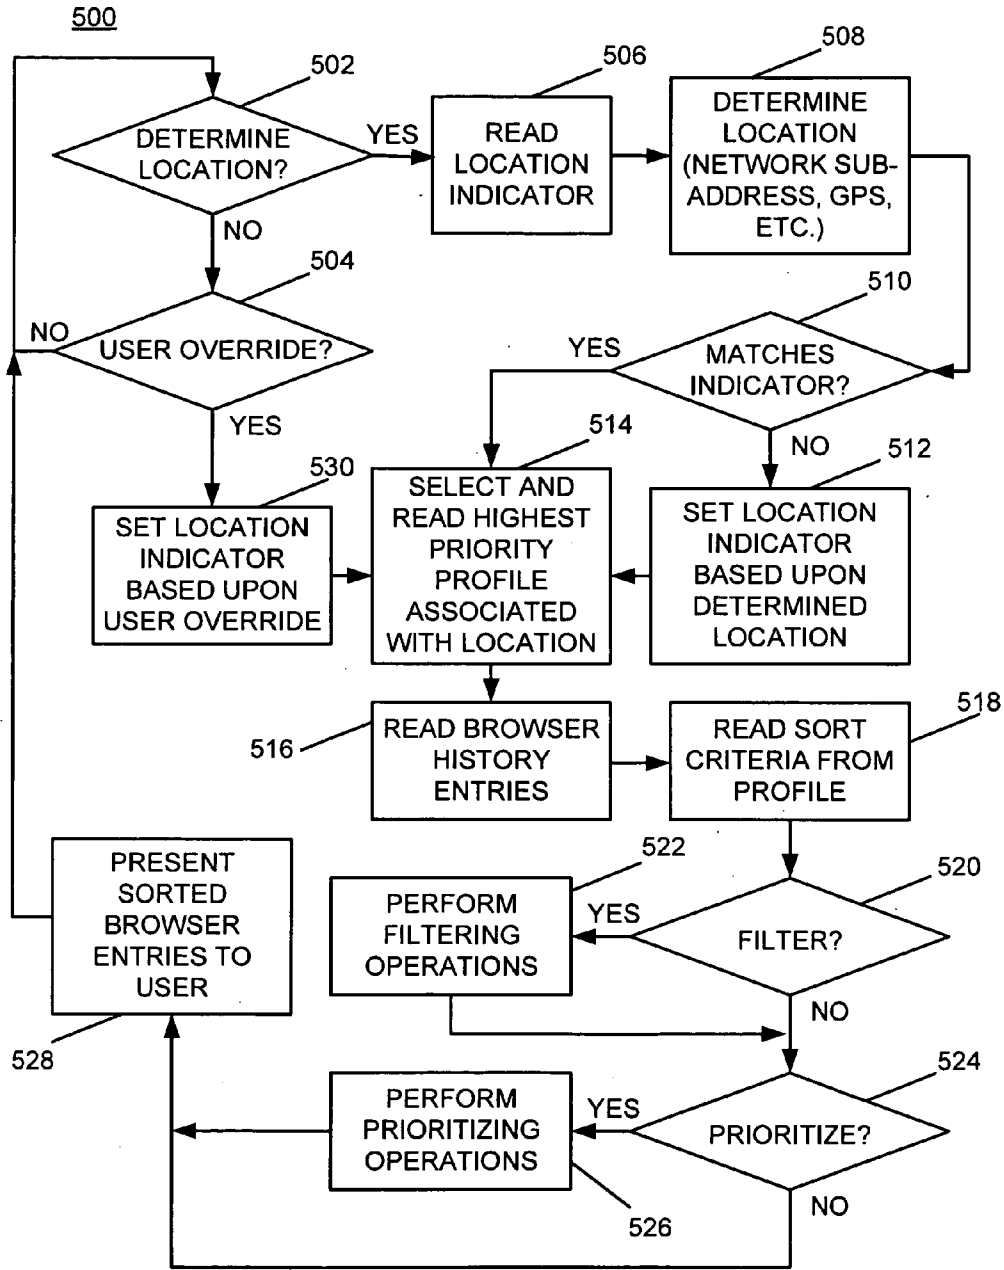 500
502
DETERMINE
LOCATION?
YES
NO
506
READ
LOCATION
INDICATOR
508
DETERMINE
LOCATION
(NETWORK SUB-
ADDRESS, GPS,
ETC.)
504
USER OVERRIDE?
NO
YES
510
MATCHES
INDICATOR?
YES
NO
530
SET LOCATION
INDICATOR
BASED UPON
USER OVERRIDE
514
SELECT AND
READ HIGHEST
PRIORITY
PROFILE
ASSOCIATED
WITH LOCATION
512
SET LOCATION
INDICATOR
BASED UPON
DETERMINED
LOCATION
516
READ BROWSER
HISTORY
ENTRIES
518
READ SORT
CRITERIA FROM
PROFILE
520
FILTER?
YES
NO
522
PERFORM
FILTERING
OPERATIONS
524
PRIORITIZE?
YES
NO
526
PERFORM
PRIORITIZING
OPERATIONS
528
PRESENT
SORTED
BROWSER
ENTRIES TO
USER